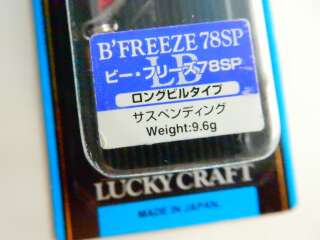 B'FREEZE 78SP
LB
ビー・フリーズ78SP
ロングビルタイプ
サスペンディング
Weight:9.6g
LUCKY CRAFT
MADE IN JAPAN.